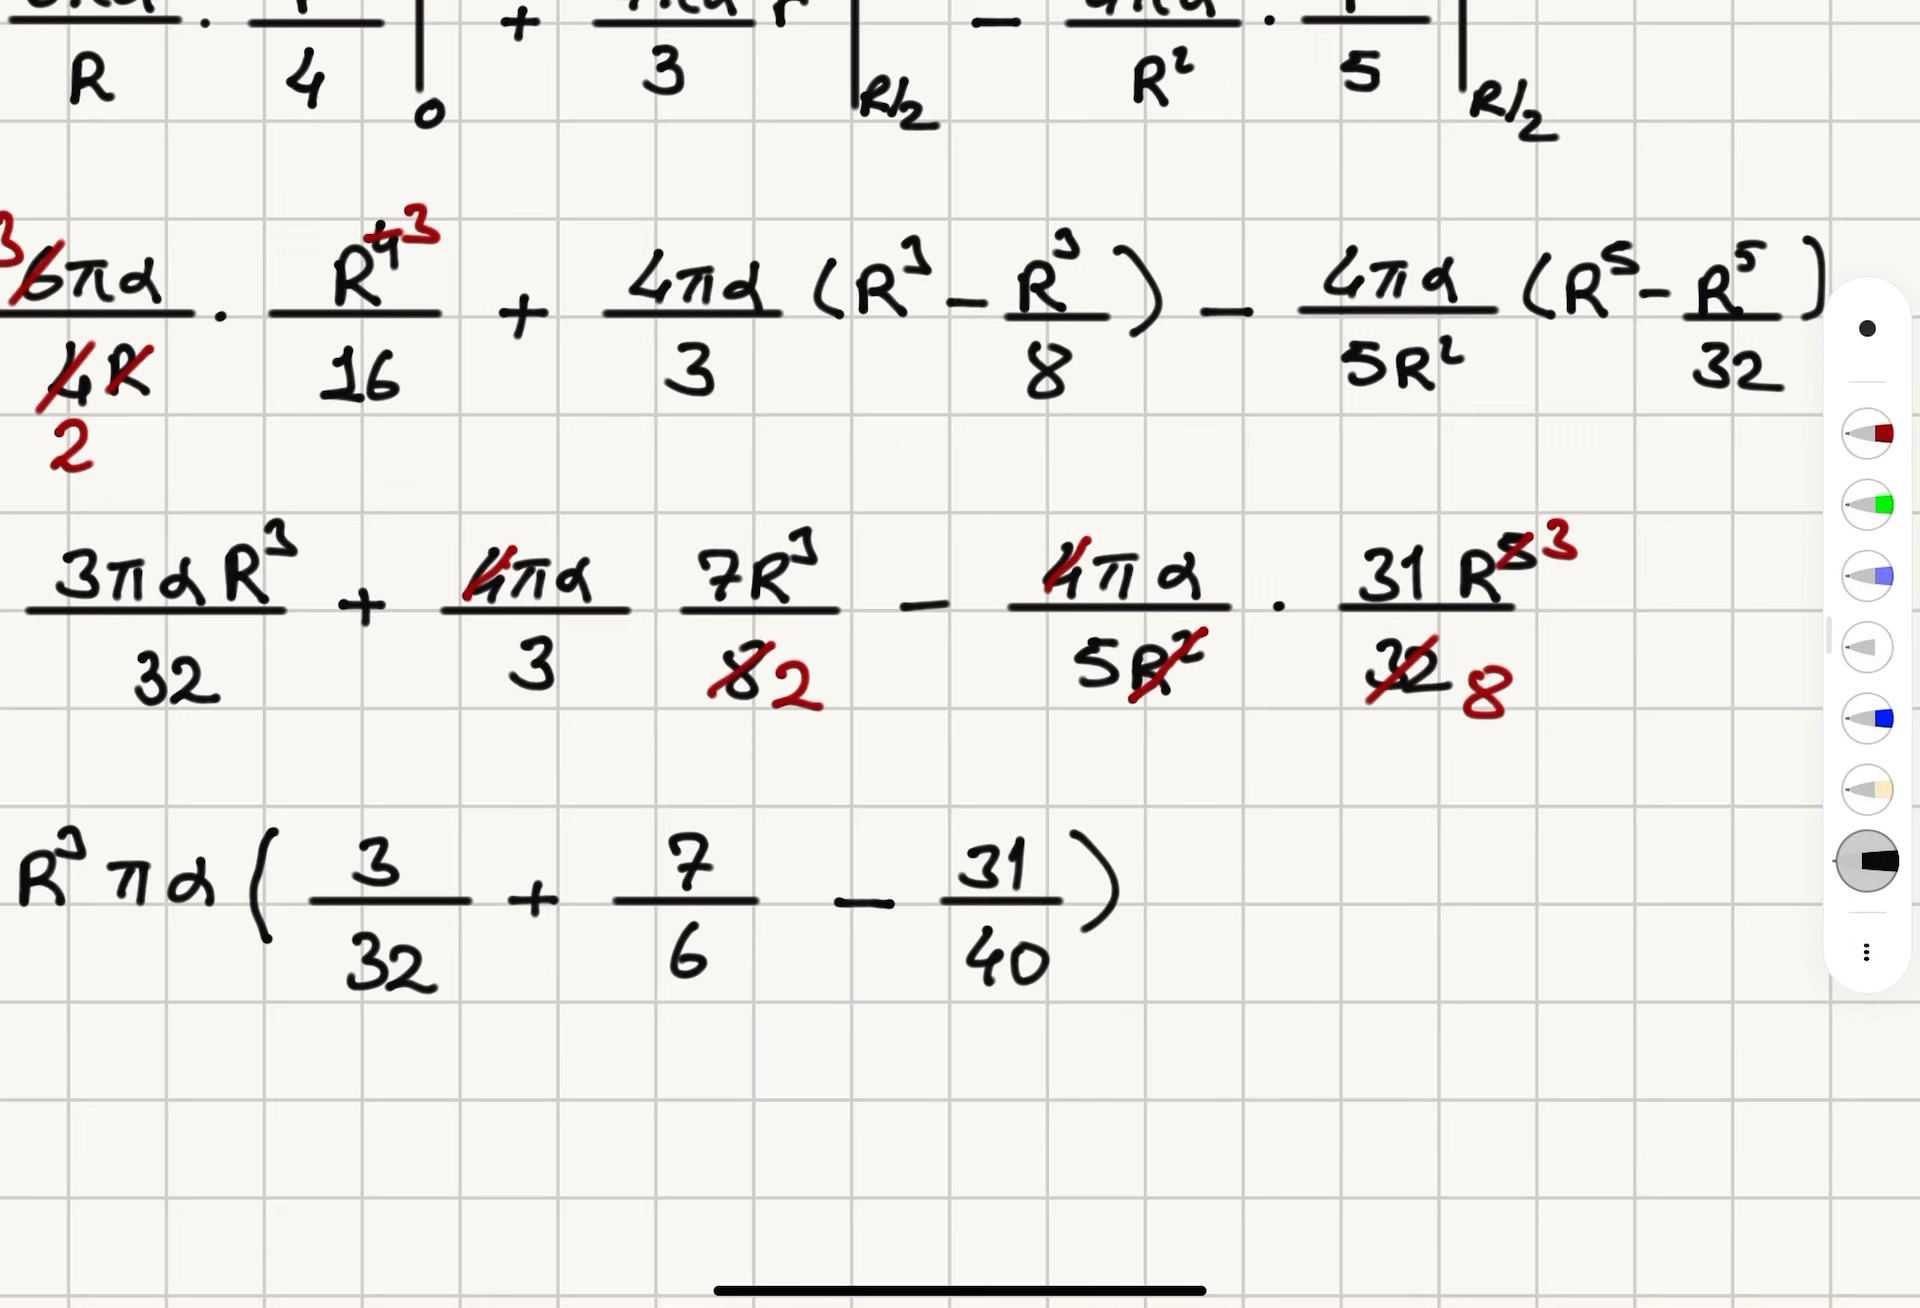 R · 4 |0 + 3 |R/2 − R² · 5 |R/2
3 6πα / 4R 2 · R⁴ ³ / 16 + 4πα / 3 (R³ − R³ / 8) − 4πα / 5R² (R⁵ − R⁵ / 32)
3παR³ / 32 + 4πα / 3 7R³ / 8 2 − 4πα / 5R² · 31R⁵ ³ / 32 8
R³πα (3 / 32 + 7 / 6 − 31 / 40)